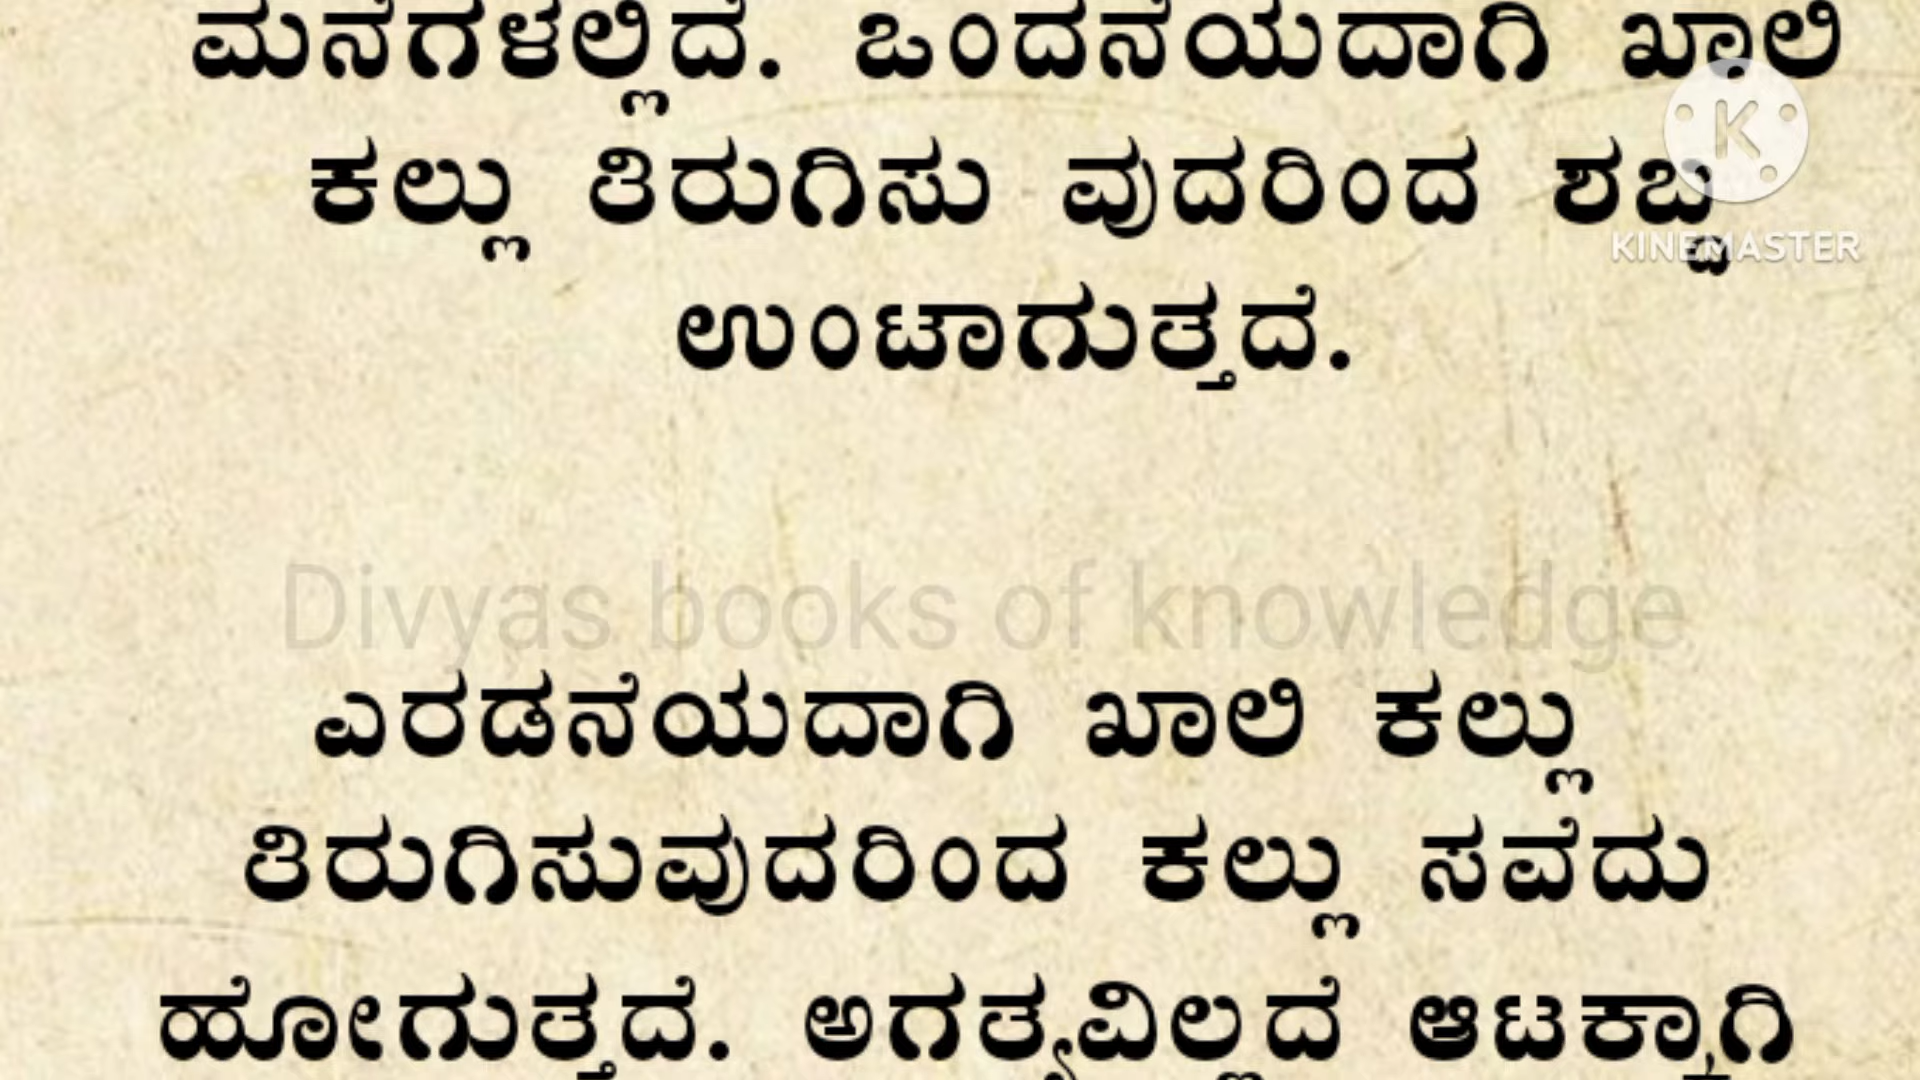 ಮನೆಗಳಲ್ಲಿದೆ. ಒಂದನೆಯದಾಗಿ ಖಾಲಿ
K
ಕಲ್ಲು ತಿರುಗಿಸು ವುದರಿಂದ ಶಬ್ದ
KINEMASTER
ಉಂಟಾಗುತ್ತದೆ.
Divyas books of knowledge
ಎರಡನೆಯದಾಗಿ ಖಾಲಿ ಕಲ್ಲು
ತಿರುಗಿಸುವುದರಿಂದ ಕಲ್ಲು ಸವೆದು
ಹೋಗುತ್ತದೆ. ಅಗತ್ಯವಿಲ್ಲದೆ ಆಟಕ್ಕಾಗಿ